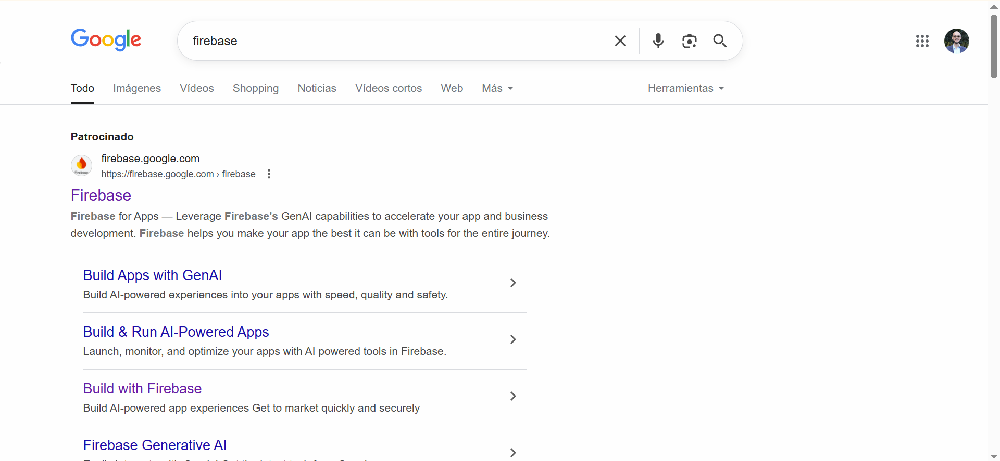 Google
firebase
Todo Imágenes Vídeos Shopping Noticias Vídeos cortos Web Más Herramientas
Patrocinado
firebase.google.com
https://firebase.google.com › firebase
Firebase
Firebase for Apps — Leverage Firebase's GenAI capabilities to accelerate your app and business
development. Firebase helps you make your app the best it can be with tools for the entire journey.
Build Apps with GenAI
Build AI-powered experiences into your apps with speed, quality and safety.
Build & Run AI-Powered Apps
Launch, monitor, and optimize your apps with AI powered tools in Firebase.
Build with Firebase
Build AI-powered app experiences Get to market quickly and securely
Firebase Generative AI